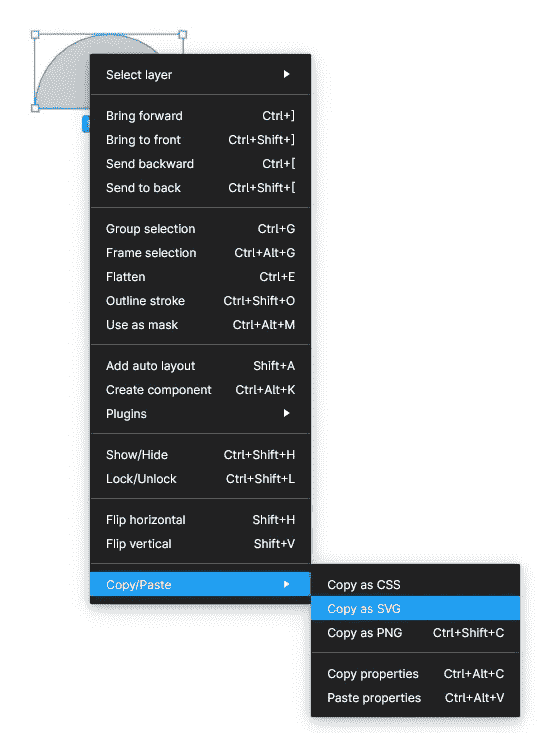 Select layer
Bring forward Ctrl+]
Bring to front Ctrl+Shift+]
Send backward Ctrl+[
Send to back Ctrl+Shift+[
Group selection Ctrl+G
Frame selection Ctrl+Alt+G
Flatten Ctrl+E
Outline stroke Ctrl+Shift+O
Use as mask Ctrl+Alt+M
Add auto layout Shift+A
Create component Ctrl+Alt+K
Plugins
Show/Hide Ctrl+Shift+H
Lock/Unlock Ctrl+Shift+L
Flip horizontal Shift+H
Flip vertical Shift+V
Copy/Paste
Copy as CSS
Copy as SVG
Copy as PNG Ctrl+Shift+C
Copy properties Ctrl+Alt+C
Paste properties Ctrl+Alt+V